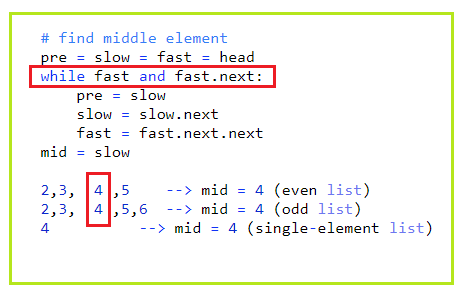 # find middle element
pre = slow = fast = head
while fast and fast.next:
    pre = slow
    slow = slow.next
    fast = fast.next.next
mid = slow
2,3, 4 ,5 --> mid = 4 (even list)
2,3, 4 ,5,6 --> mid = 4 (odd list)
4 --> mid = 4 (single-element list)